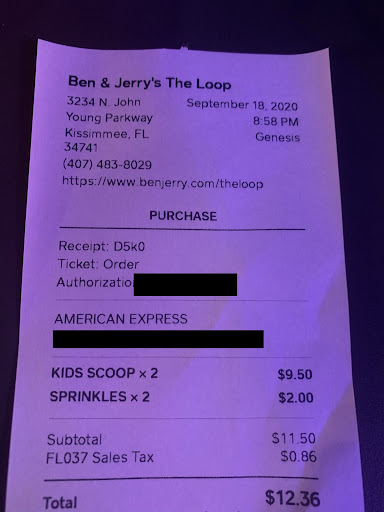 Ben & Jerry's The Loop
3234 N. John September 18, 2020
Young Parkway 8:58 PM
Kissimmee, FL Genesis
34741
(407) 483-8029
https://www.benjerry.com/theloop
PURCHASE
Receipt: D5k0
Ticket: Order
Authorizatio
AMERICAN EXPRESS
KIDS SCOOP × 2 $9.50
SPRINKLES × 2 $2.00
Subtotal $11.50
FL037 Sales Tax $0.86
Total $12.36